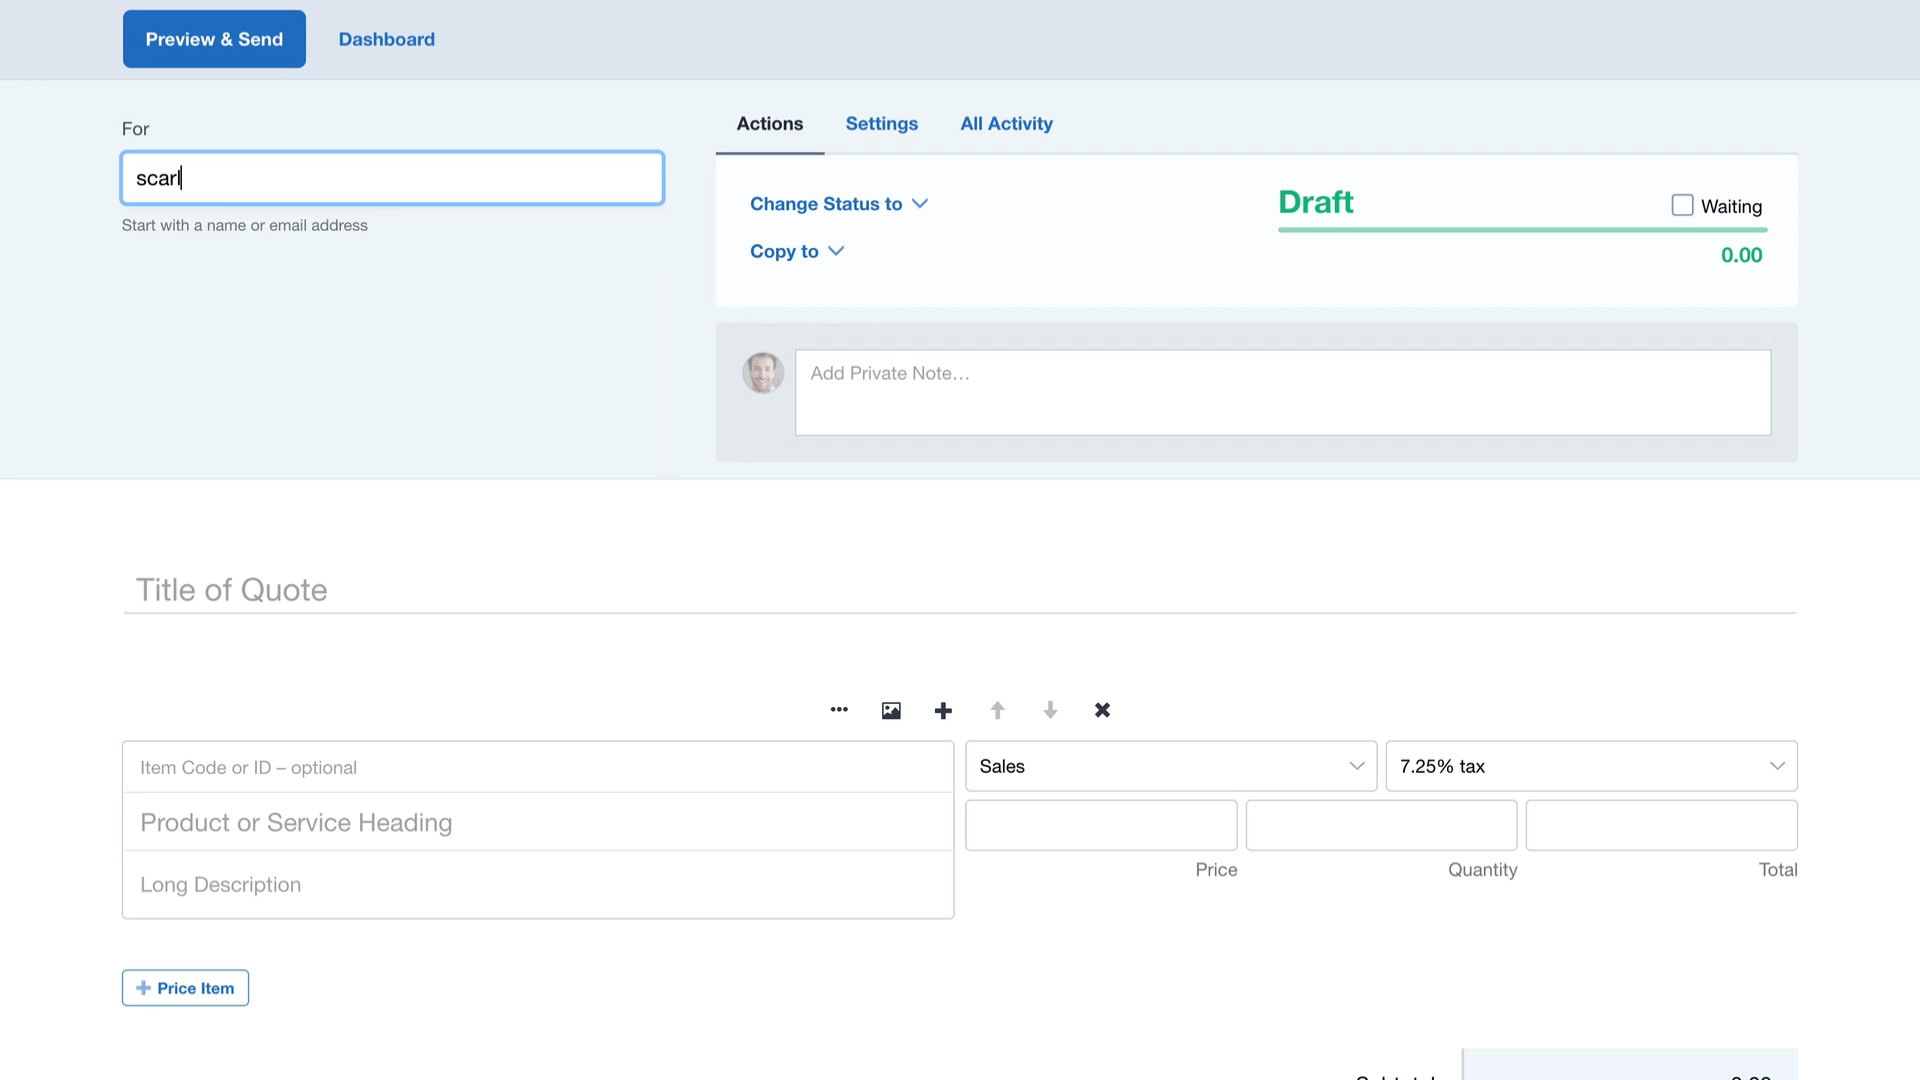 Preview & Send
Dashboard
For
scarl
Start with a name or email address
Actions
Settings
All Activity
Change Status to
Copy to
Draft
Waiting
0.00
Add Private Note…
Title of Quote
Item Code or ID – optional
Product or Service Heading
Long Description
Sales
7.25% tax
Price
Quantity
Total
Price Item